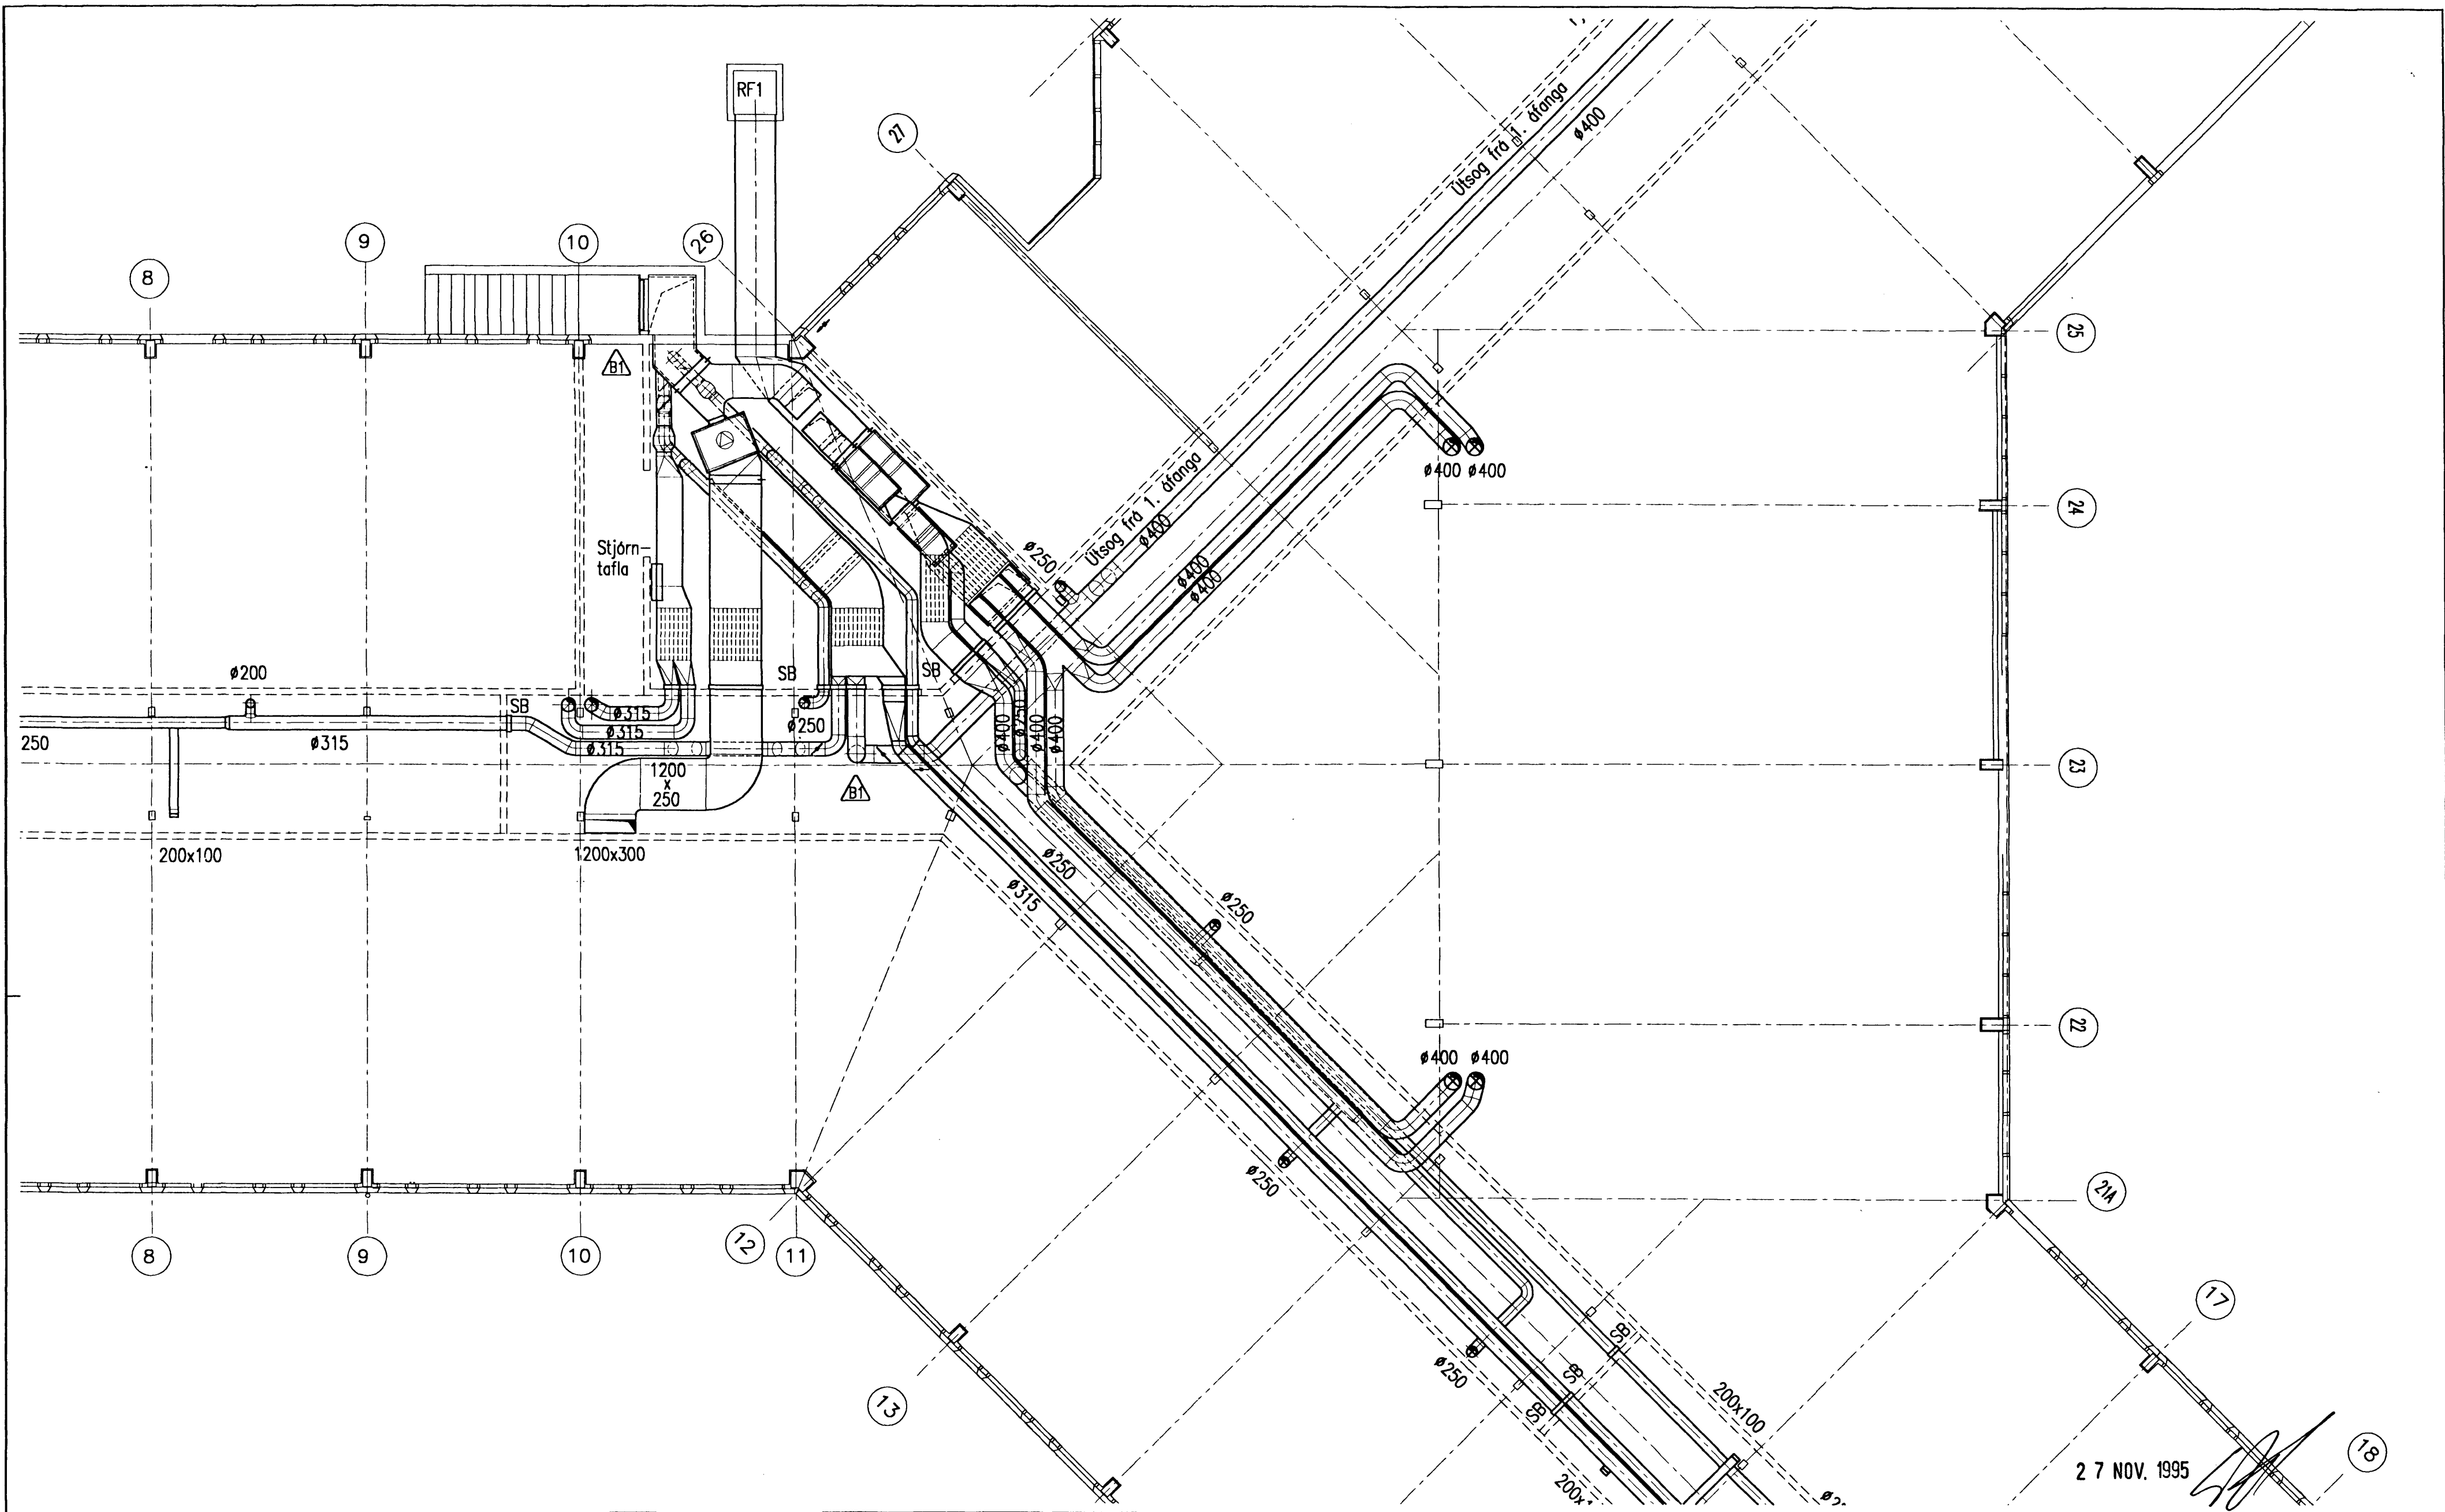 RF1
27
Útsog frá 1. áfanga
ø400
9
10
26
8
25
B1
ø400 ø400
24
Stjórn-
tafla
ø250
Útsog frá 1. áfanga
ø400
ø400
ø400
ø200
SB
SB
SB
250
ø315
ø315
ø315
ø315
ø250
ø400
ø250
ø400
ø400
1200
x
250
B1
23
200x100
1200x300
ø250
ø315
ø250
22
ø400 ø400
ø250
21A
8
9
10
12
11
17
13
ø250
SB
SB
SB
200x100
18
27 NOV. 1995